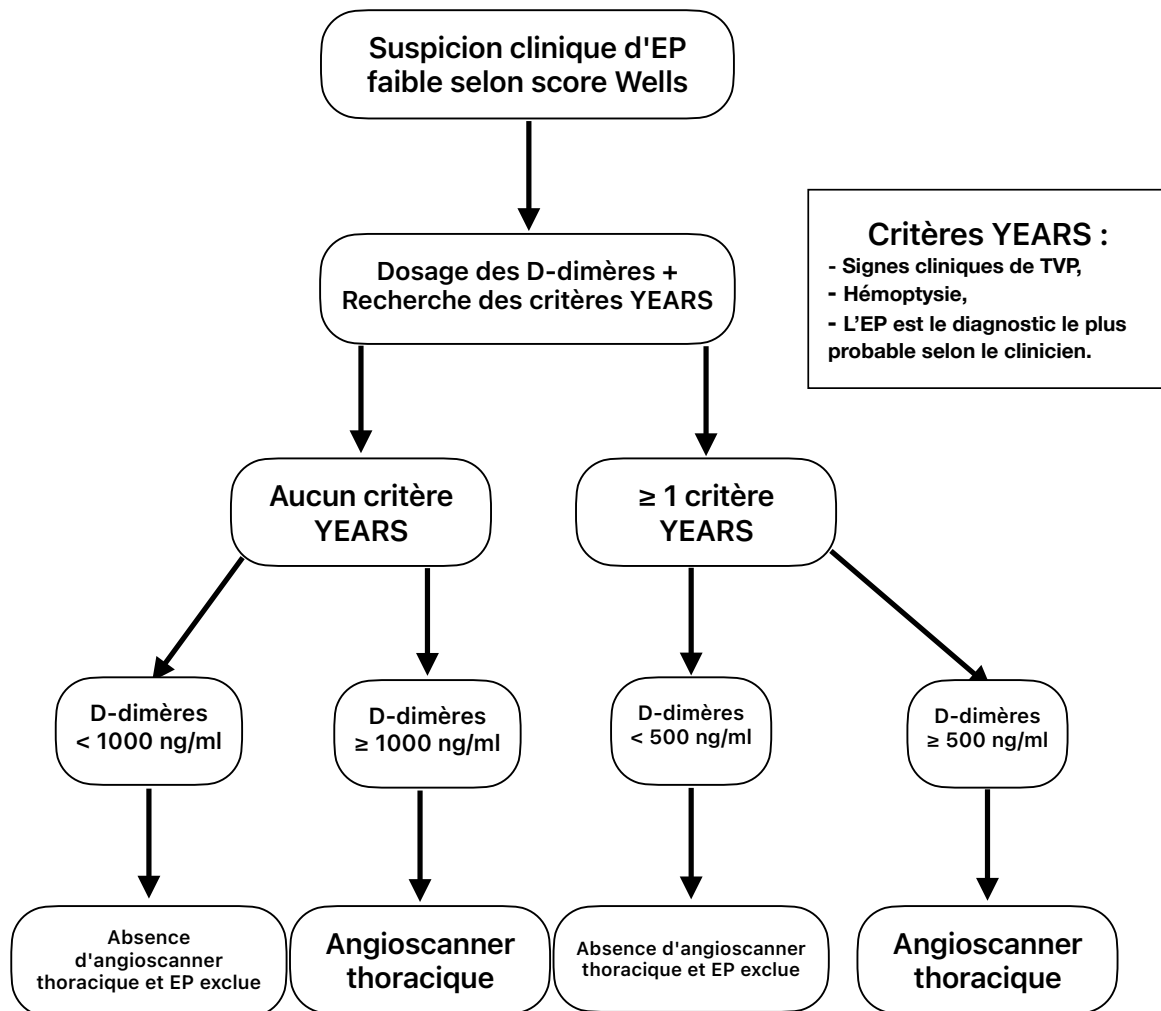 Suspicion clinique d'EP
faible selon score Wells
Dosage des D-dimères +
Recherche des critères YEARS
Critères YEARS :
- Signes cliniques de TVP,
- Hémoptysie,
- L’EP est le diagnostic le plus
probable selon le clinicien.
Aucun critère
YEARS
≥ 1 critère
YEARS
D-dimères
< 1000 ng/ml
D-dimères
≥ 1000 ng/ml
D-dimères
< 500 ng/ml
D-dimères
≥ 500 ng/ml
Absence
d'angioscanner
thoracique et EP exclue
Angioscanner
thoracique
Absence d'angioscanner
thoracique et EP exclue
Angioscanner
thoracique